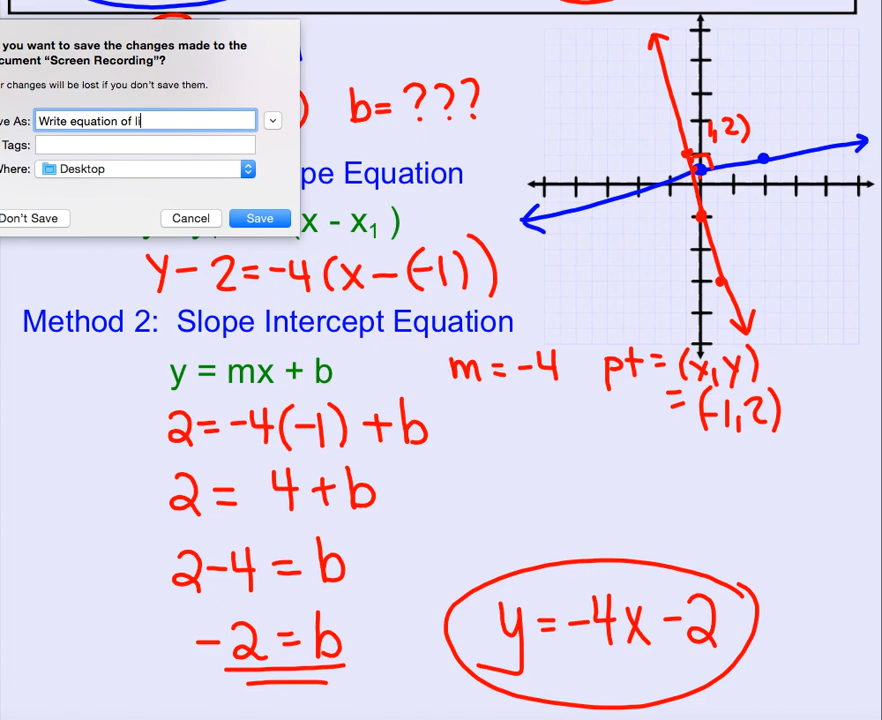 you want to save the changes made to the
cument “Screen Recording”?
r changes will be lost if you don’t save them.
ve As: Write equation of li
Tags:
Where: Desktop
Don’t Save Cancel Save
) b= ???
pe Equation
(x - x₁ )
y-2=-4(x-(-1))
,2)
Method 2: Slope Intercept Equation
y = mx + b
m=-4 pt=(x,y)
=(-1,2)
2=-4(-1)+b
2= 4+b
2-4=b
-2=b
y=-4x-2